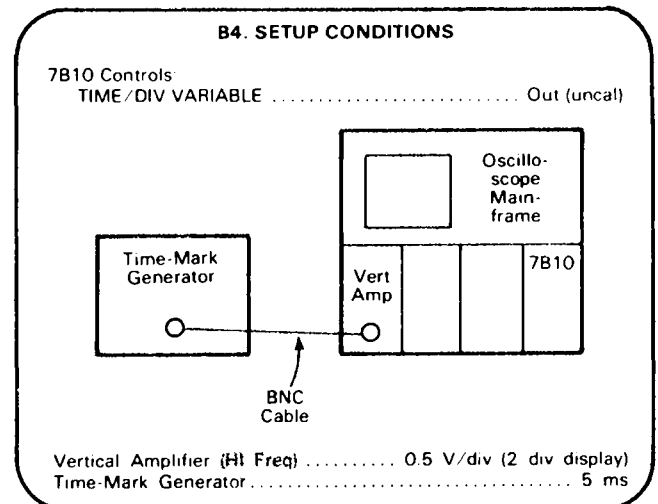 B4. SETUP CONDITIONS
7B10 Controls:
TIME/DIV VARIABLE .......................... Out (uncal)
Oscillo-
scope
Main-
frame
Time-Mark
Generator
Vert
Amp
7B10
BNC
Cable
Vertical Amplifier (HI Freq) .......... 0.5 V/div (2 div display)
Time-Mark Generator .................................... 5 ms